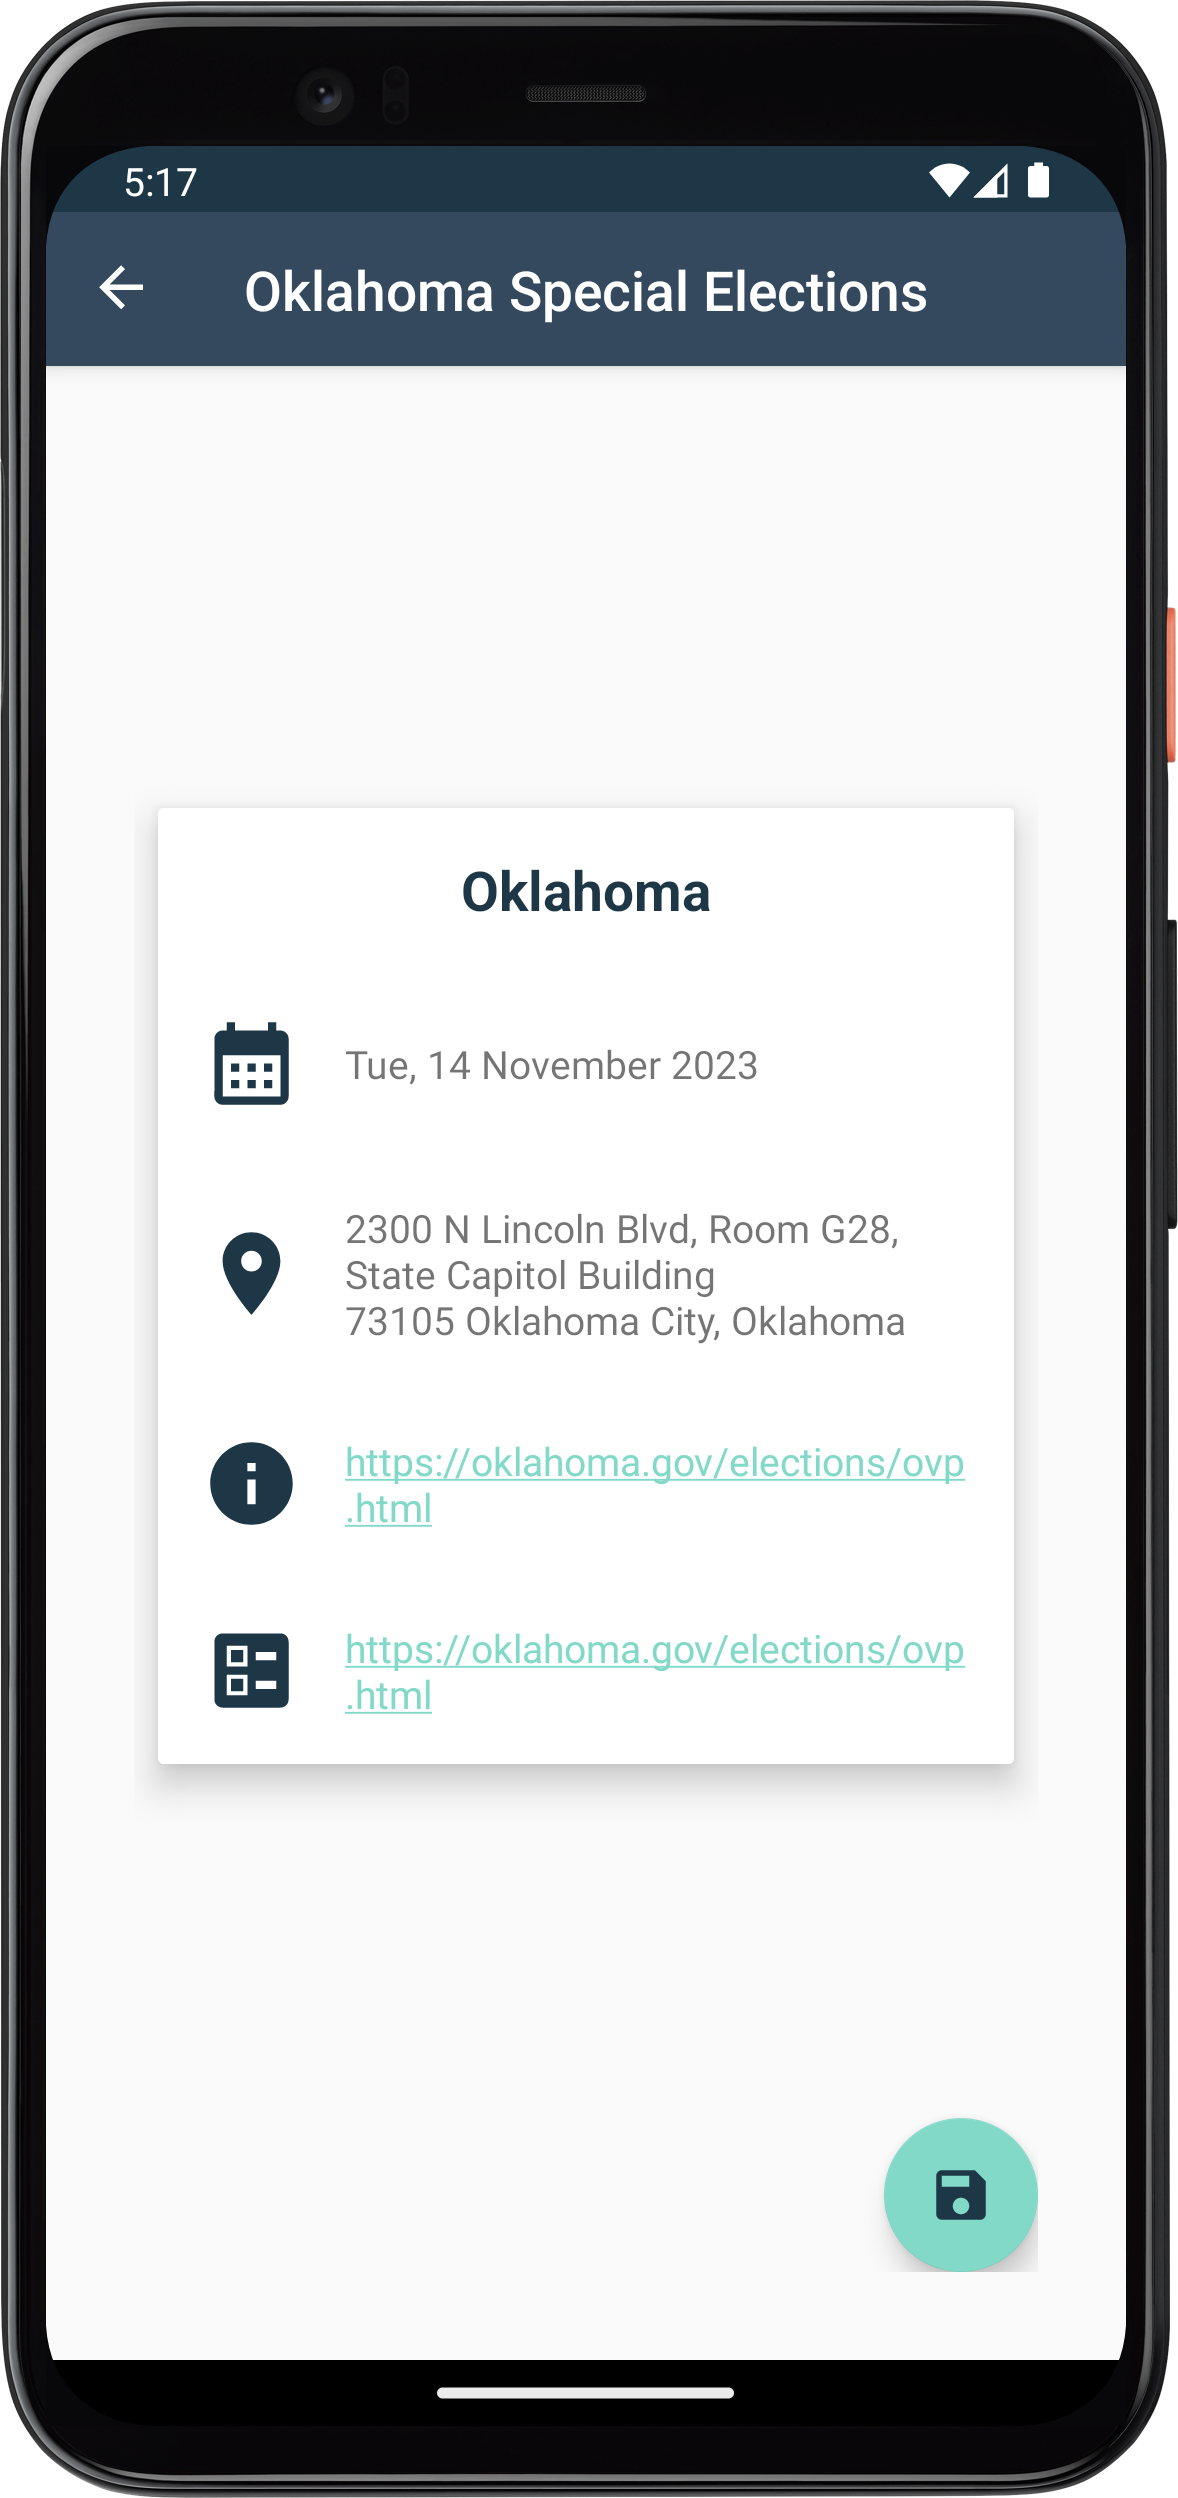 5:17
Oklahoma Special Elections
Oklahoma
Tue, 14 November 2023
2300 N Lincoln Blvd, Room G28,
State Capitol Building
73105 Oklahoma City, Oklahoma
https://oklahoma.gov/elections/ovp
.html
https://oklahoma.gov/elections/ovp
.html